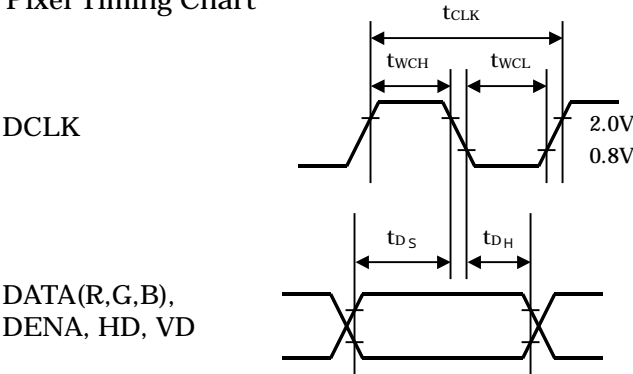 Pixel Timing Chart
tCLK
tWCH
tWCL
DCLK
2.0V
0.8V
tDS
tDH
DATA(R,G,B),
DENA, HD, VD